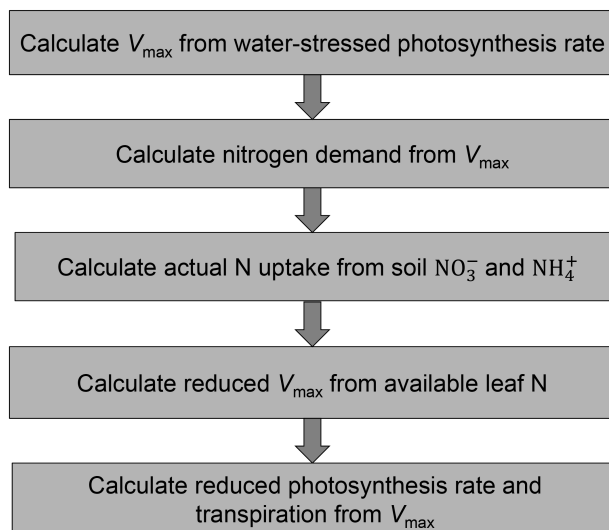 Calculate Vmax from water-stressed photosynthesis rate
Calculate nitrogen demand from Vmax
Calculate actual N uptake from soil NO₃⁻ and NH₄⁺
Calculate reduced Vmax from available leaf N
Calculate reduced photosynthesis rate and
transpiration from Vmax